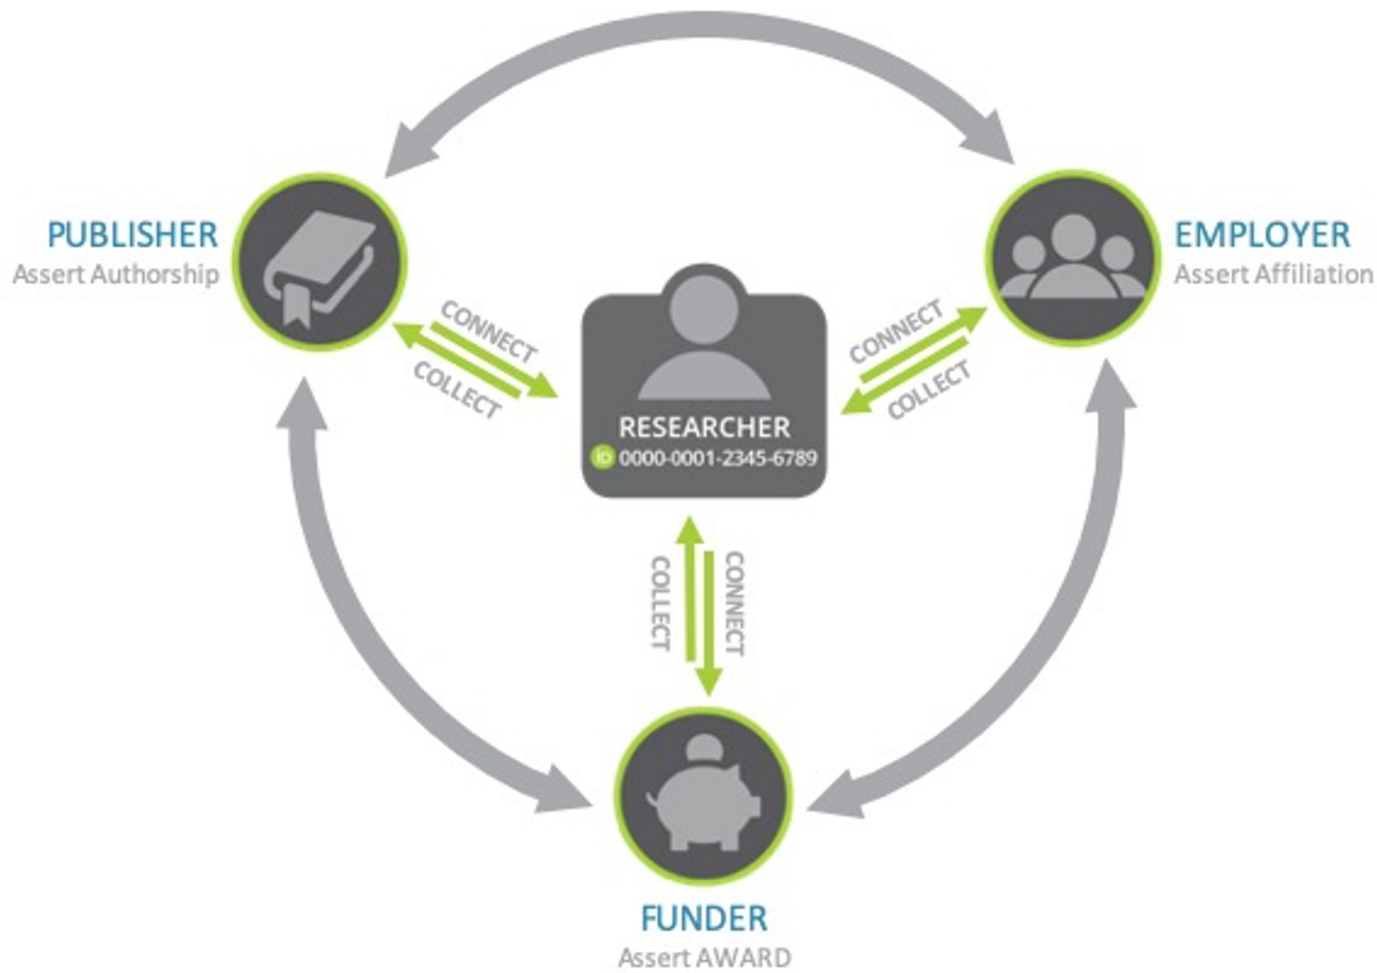 PUBLISHER
Assert Authorship
EMPLOYER
Assert Affiliation
CONNECT
COLLECT
CONNECT
COLLECT
RESEARCHER
iD 0000-0001-2345-6789
COLLECT
CONNECT
FUNDER
Assert AWARD